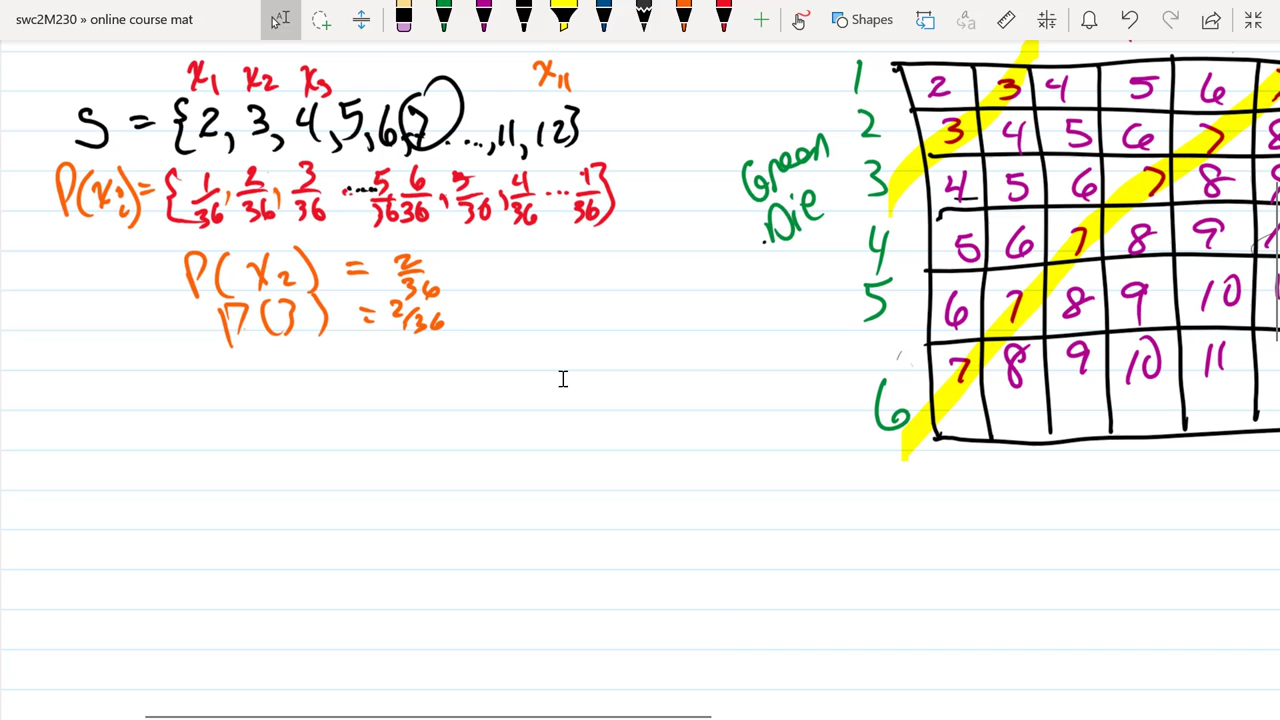 swc2M230 » online course mat
Shapes
x₁ x₂ x₃ x₁₁
S = {2, 3, 4, 5, 6, 7, ..., 11, 12}
P(xᵢ) = {1/36, 2/36, 3/36 ... 5/36 6/36, 5/36, 4/36 ... 1/36}
P(x₂) = 2/36
P(3) = 2/36
Green
Die
1 2 3 4 5 6
2 3 4 5 6 7 8
3 4 5 6 7 8
4 5 6 7 8 9
5 6 7 8 9 10
6 7 8 9 10 11